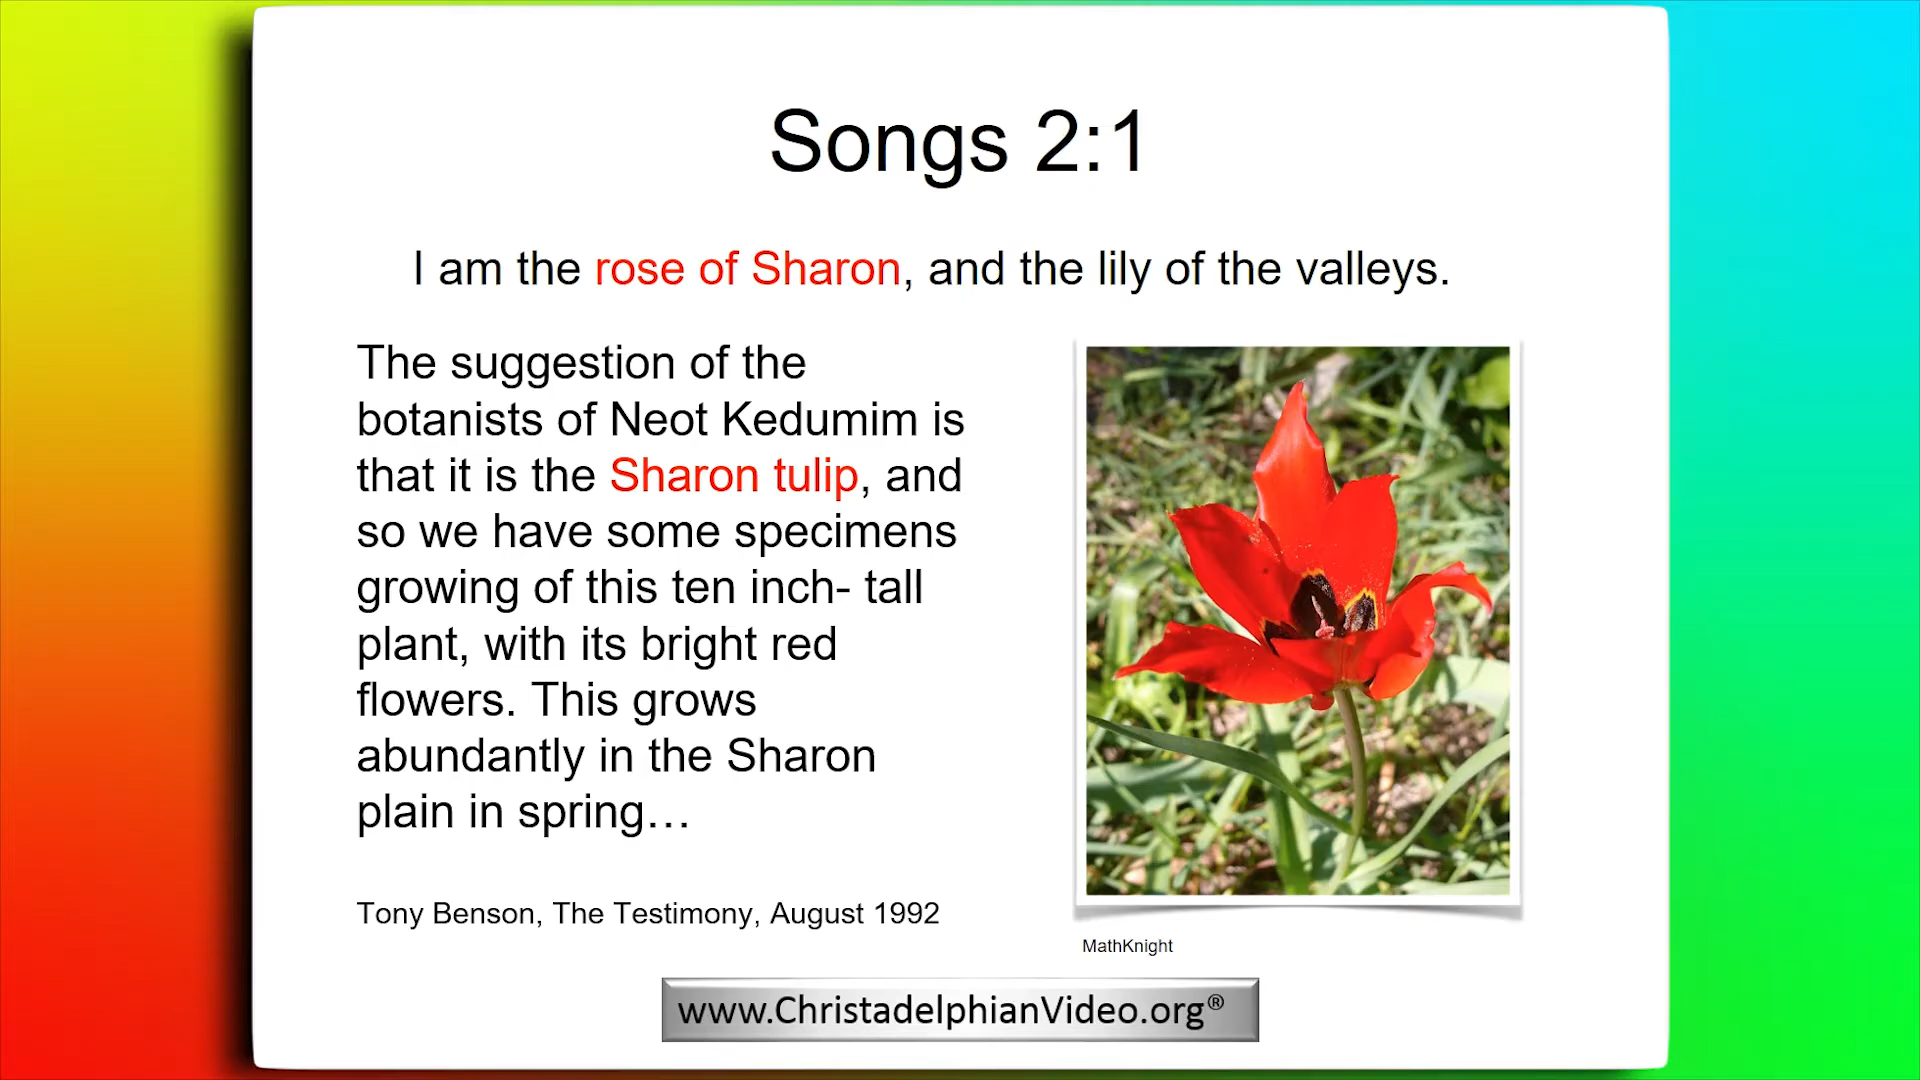 Songs 2:1
I am the rose of Sharon, and the lily of the valleys.
The suggestion of the
botanists of Neot Kedumim is
that it is the Sharon tulip, and
so we have some specimens
growing of this ten inch- tall
plant, with its bright red
flowers. This grows
abundantly in the Sharon
plain in spring…
Tony Benson, The Testimony, August 1992
MathKnight
www.ChristadelphianVideo.org®